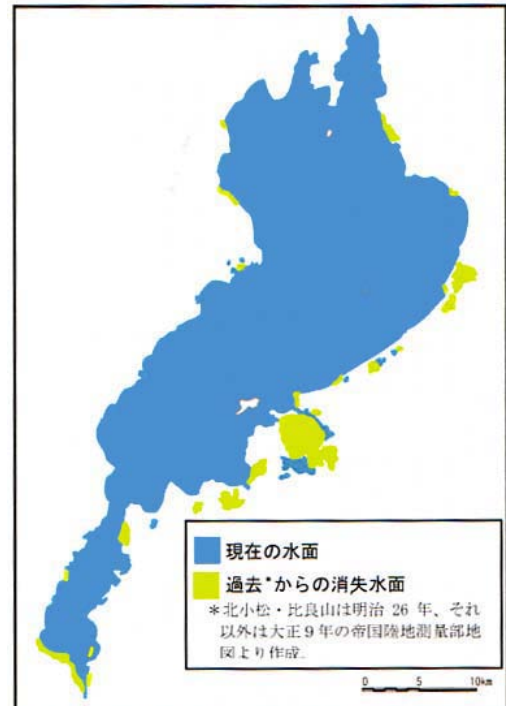 現在の水面
過去*からの消失水面
*北小松・比良山は明治 26 年、それ
以外は大正9年の帝国陸地測量部地
図より作成.
0 5 10km